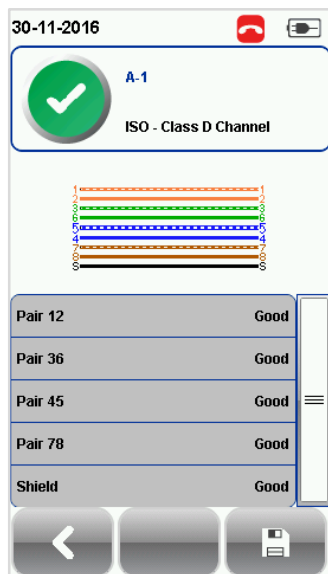 30-11-2016
A-1
ISO - Class D Channel
1 1
2 2
3 3
6 6
5 5
4 4
7 7
8 8
S S
Pair 12 Good
Pair 36 Good
Pair 45 Good
Pair 78 Good
Shield Good